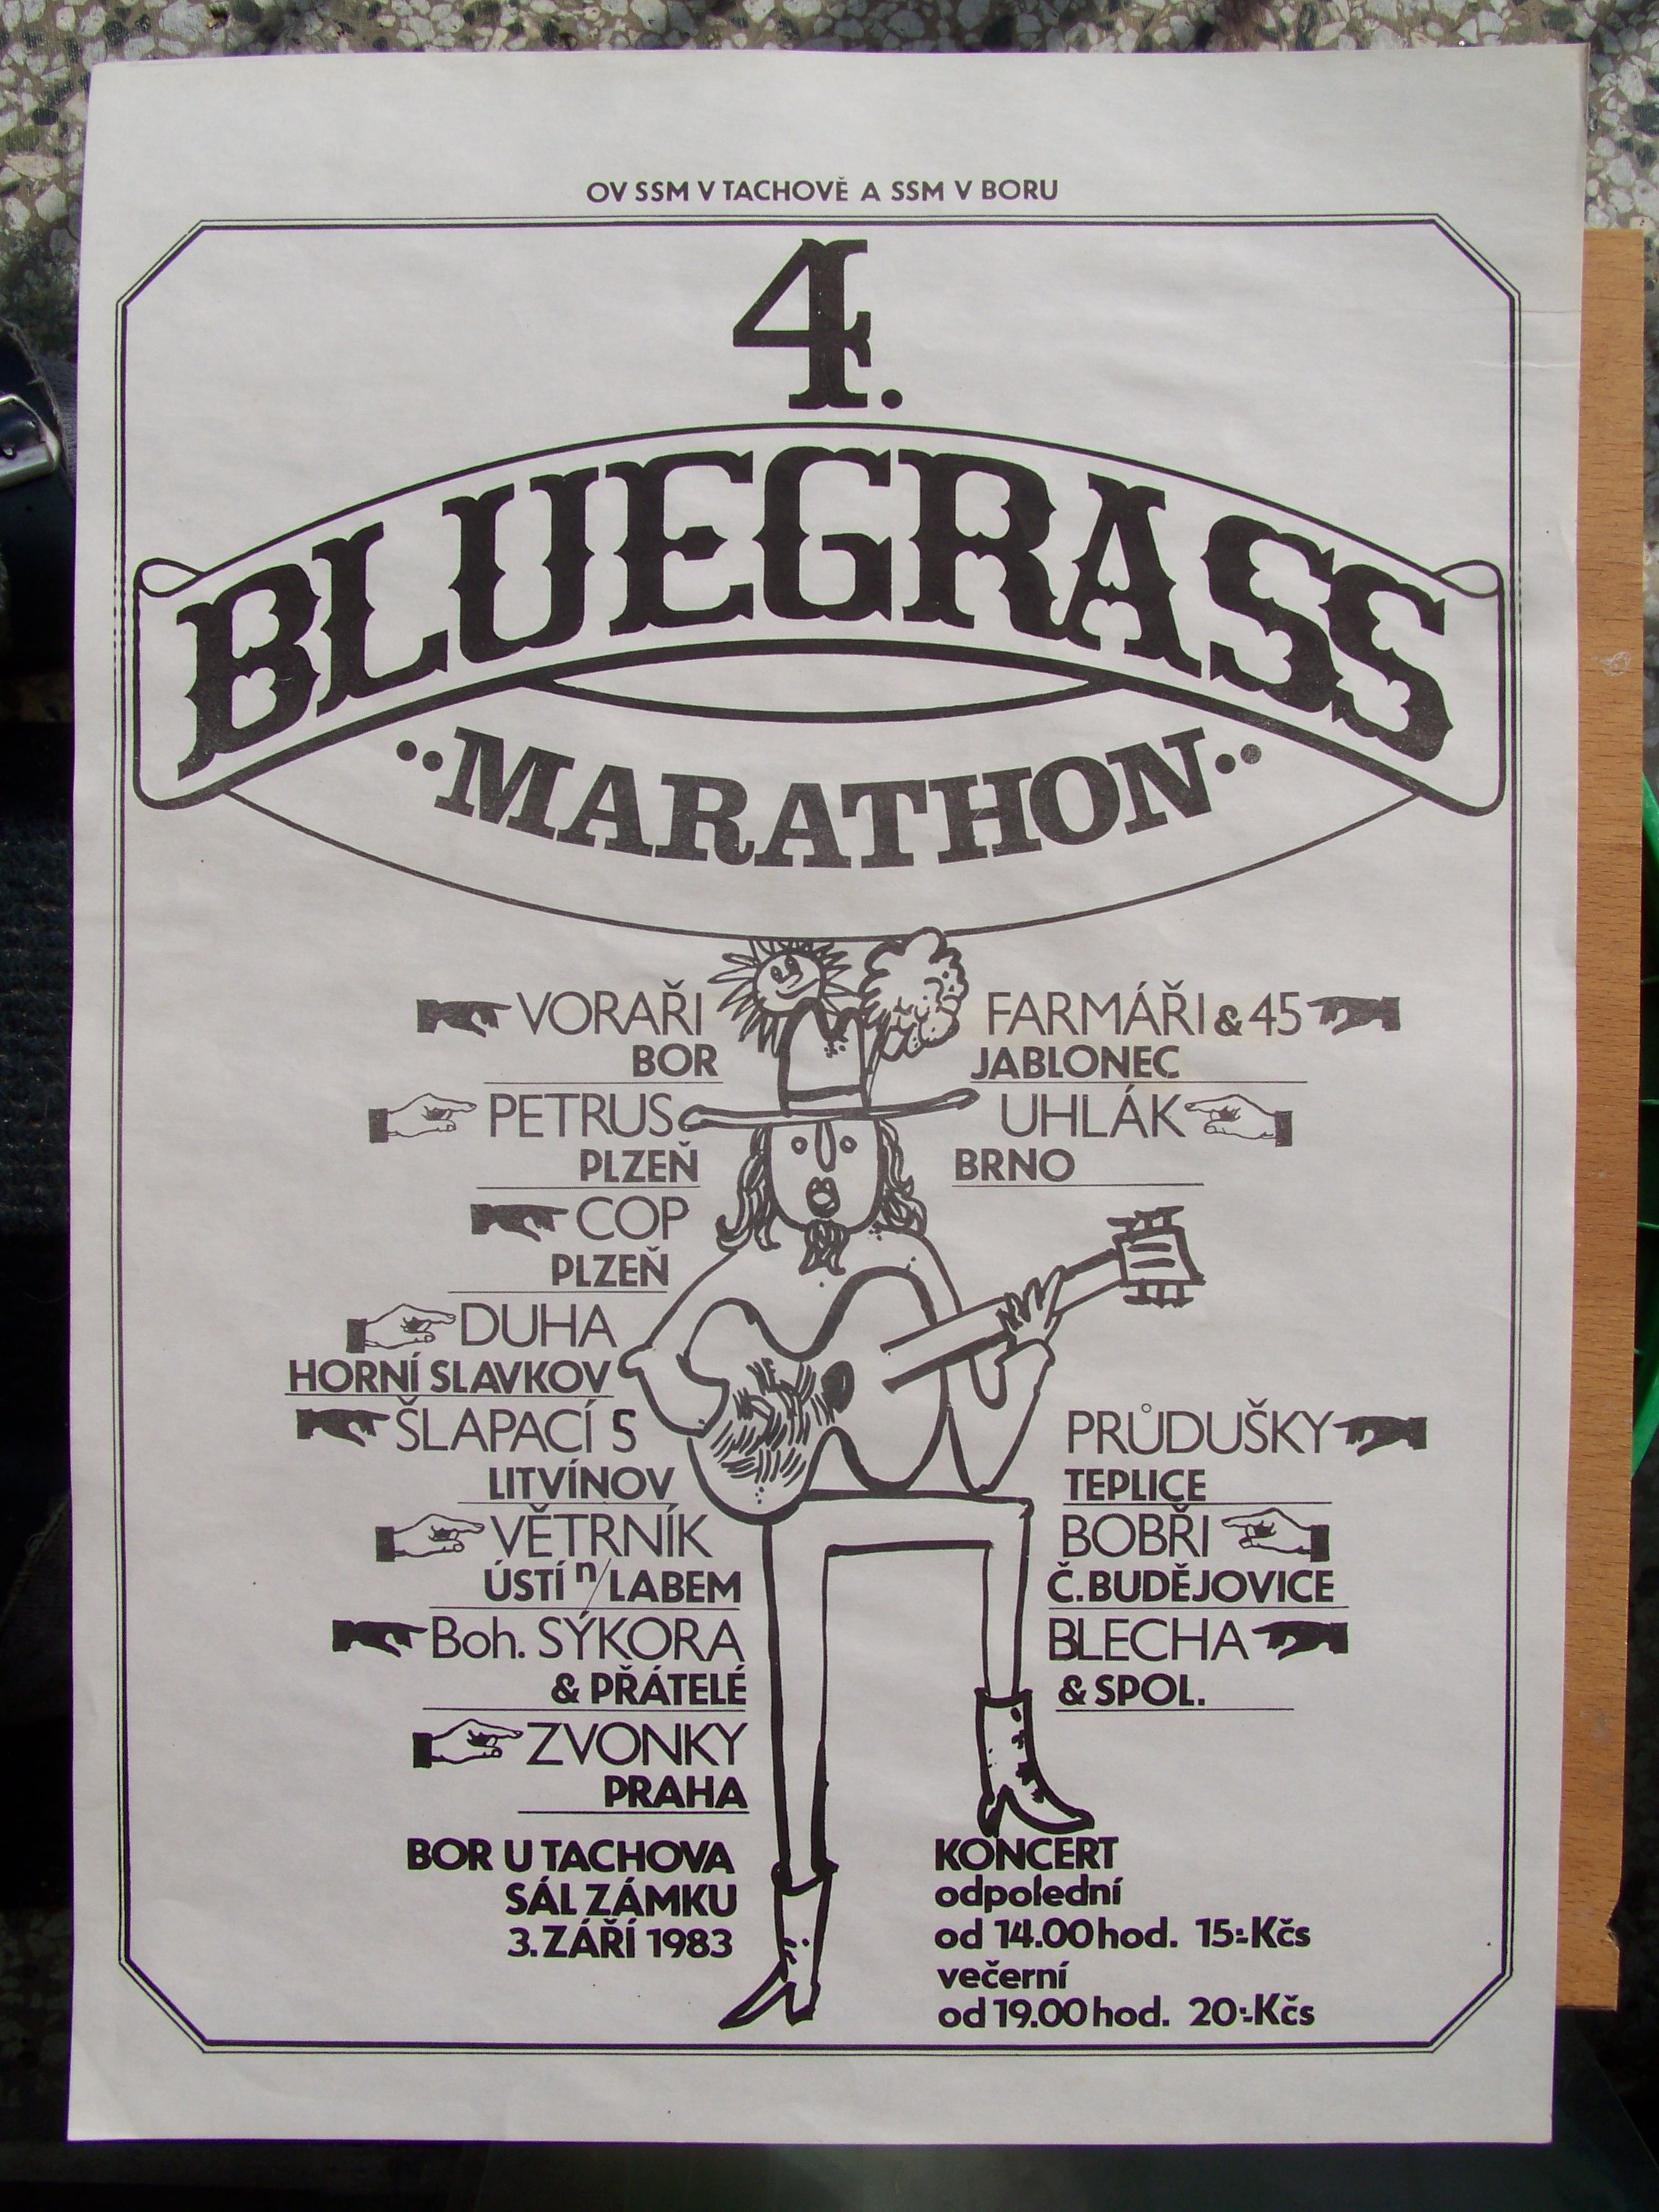 OV SSM V TACHOVĚ A SSM V BORU
4.
BLUEGRASS
··MARATHON··
VORAŘI
BOR
PETRUS
PLZEŇ
COP
PLZEŇ
DUHA
HORNÍ SLAVKOV
ŠLAPACÍ 5
LITVÍNOV
VĚTRNÍK
ÚSTÍ n/LABEM
Boh. SÝKORA
& PŘÁTELÉ
ZVONKY
PRAHA
FARMÁŘI & 45
JABLONEC
UHLÁK
BRNO
PRŮDUŠKY
TEPLICE
BOBŘI
Č. BUDĚJOVICE
BLECHA
& SPOL.
BOR U TACHOVA
SÁL ZÁMKU
3. ZÁŘÍ 1983
KONCERT
odpolední
od 14.00 hod. 15:-Kčs
večerní
od 19.00 hod. 20:-Kčs